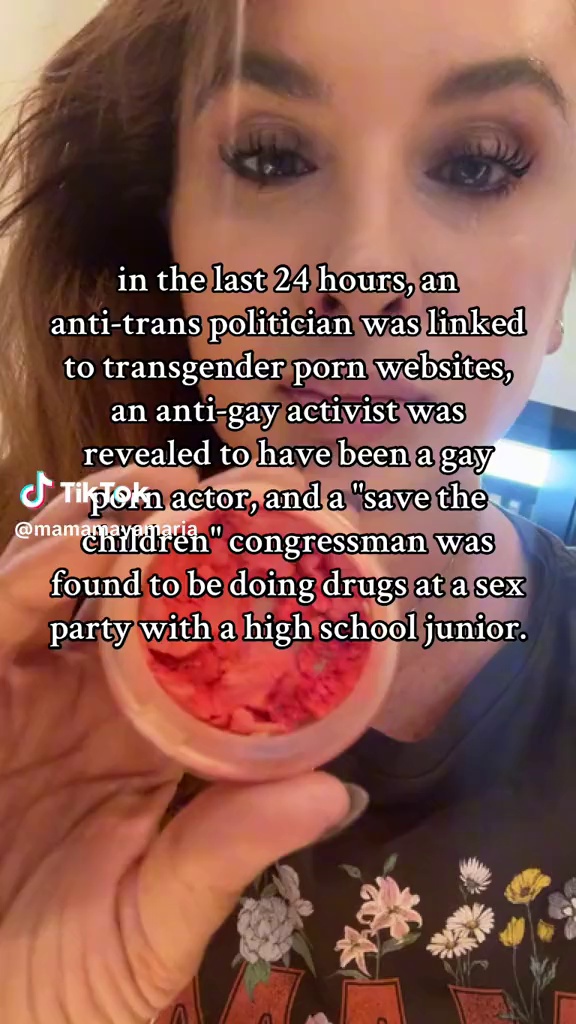 in the last 24 hours, an
anti-trans politician was linked
to transgender porn websites,
an anti-gay activist was
revealed to have been a gay
porn actor, and a "save the
children" congressman was
found to be doing drugs at a sex
party with a high school junior.
TikTok
@mamamayamaria